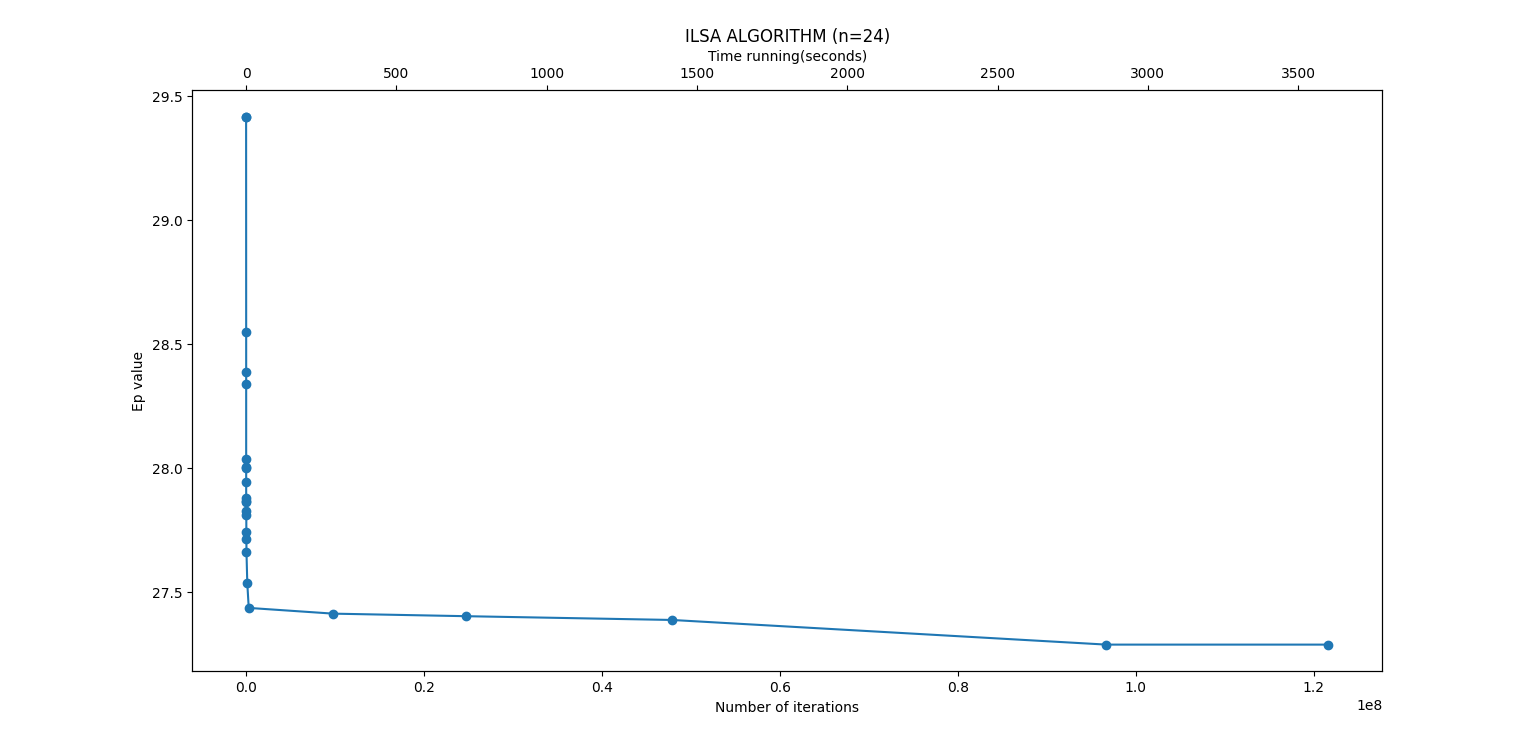 ILSA ALGORITHM (n=24)
Time running(seconds)
0 500 1000 1500 2000 2500 3000 3500
29.5
29.0
28.5
28.0
27.5
Ep value
0.0 0.2 0.4 0.6 0.8 1.0 1.2
1e8
Number of iterations